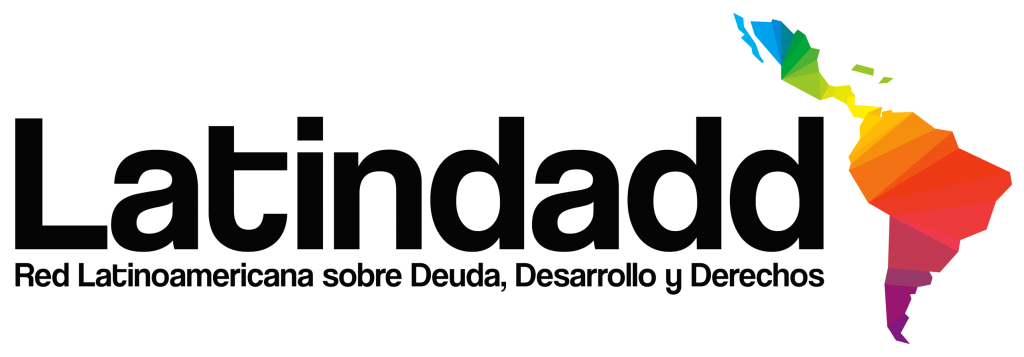 Latindadd
Red Latinoamericana sobre Deuda, Desarrollo y Derechos